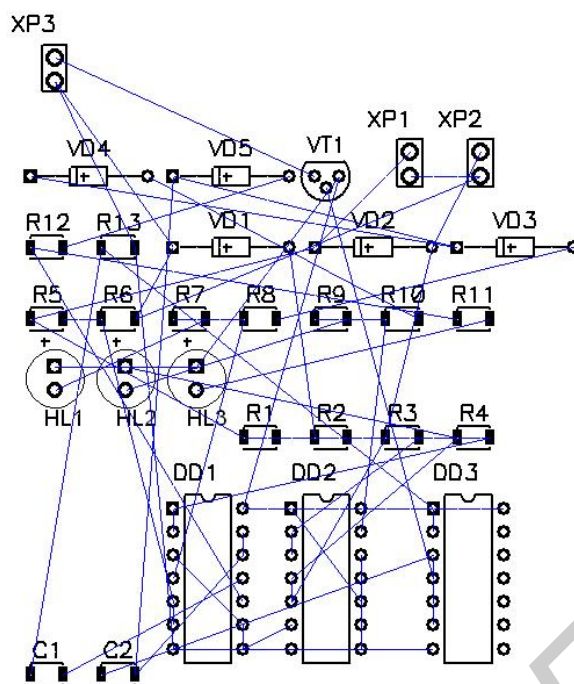 XP3
XP1 XP2
VD4 VD5 VT1
R12 R13 VD1 VD2 VD3
R5 R6 R7 R8 R9 R10 R11
+ + +
HL1 HL2 HL3
R1 R2 R3 R4
DD1 DD2 DD3
C1 C2